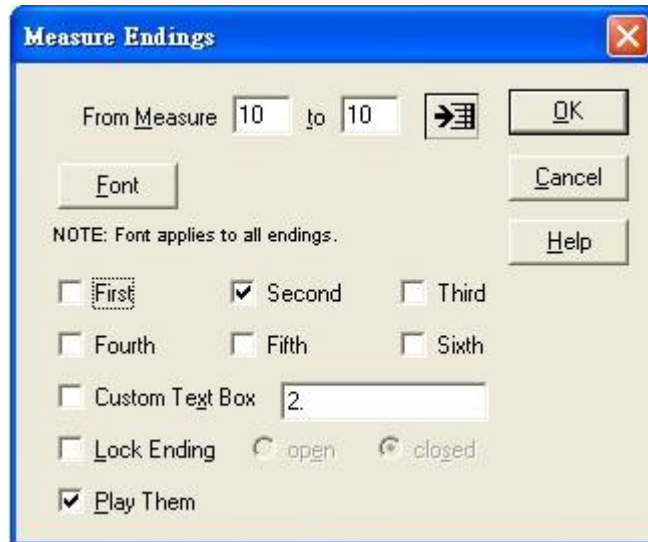 Measure Endings
From Measure 10 to 10 OK
Font Cancel
NOTE: Font applies to all endings.
Help
First Second Third
Fourth Fifth Sixth
Custom Text Box 2.
Lock Ending open closed
Play Them